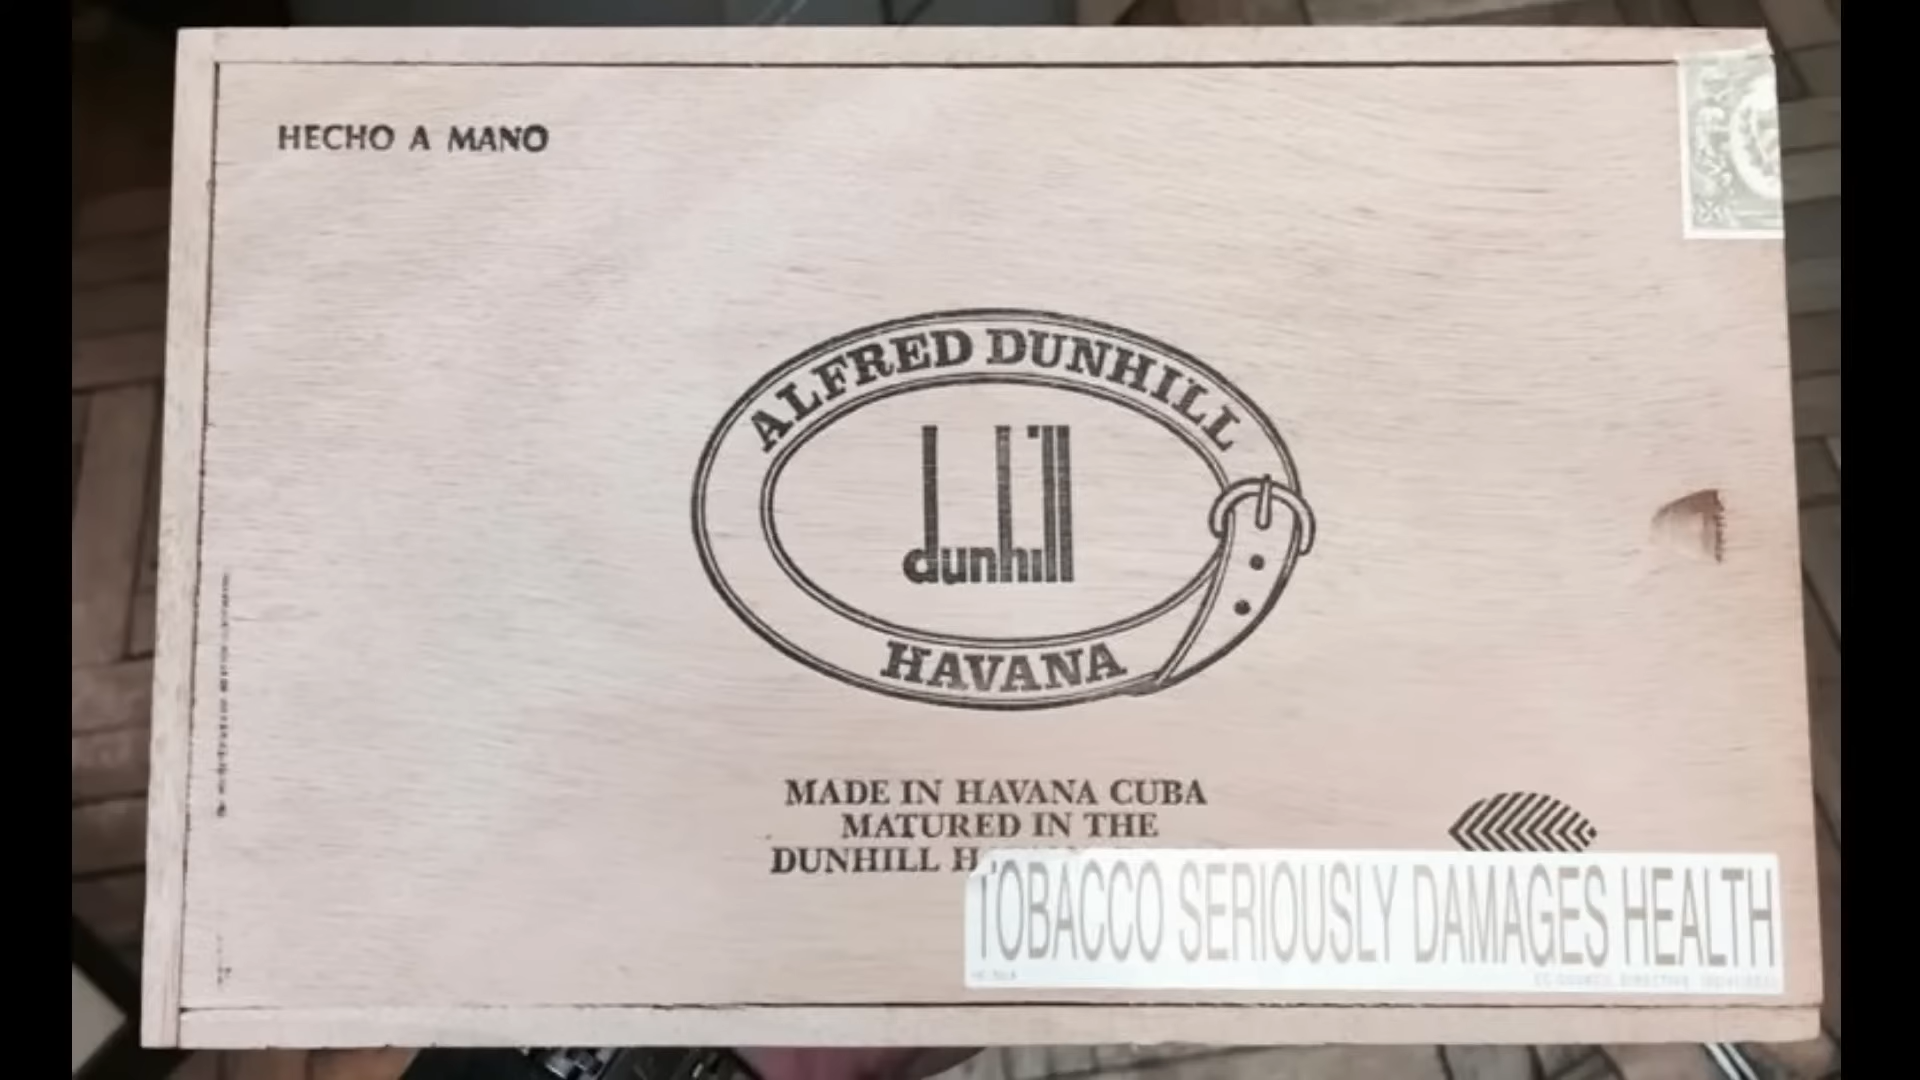 HECHO A MANO
ALFRED DUNHILL
dunhill
HAVANA
MADE IN HAVANA CUBA
MATURED IN THE
DUNHILL
TOBACCO SERIOUSLY DAMAGES HEALTH